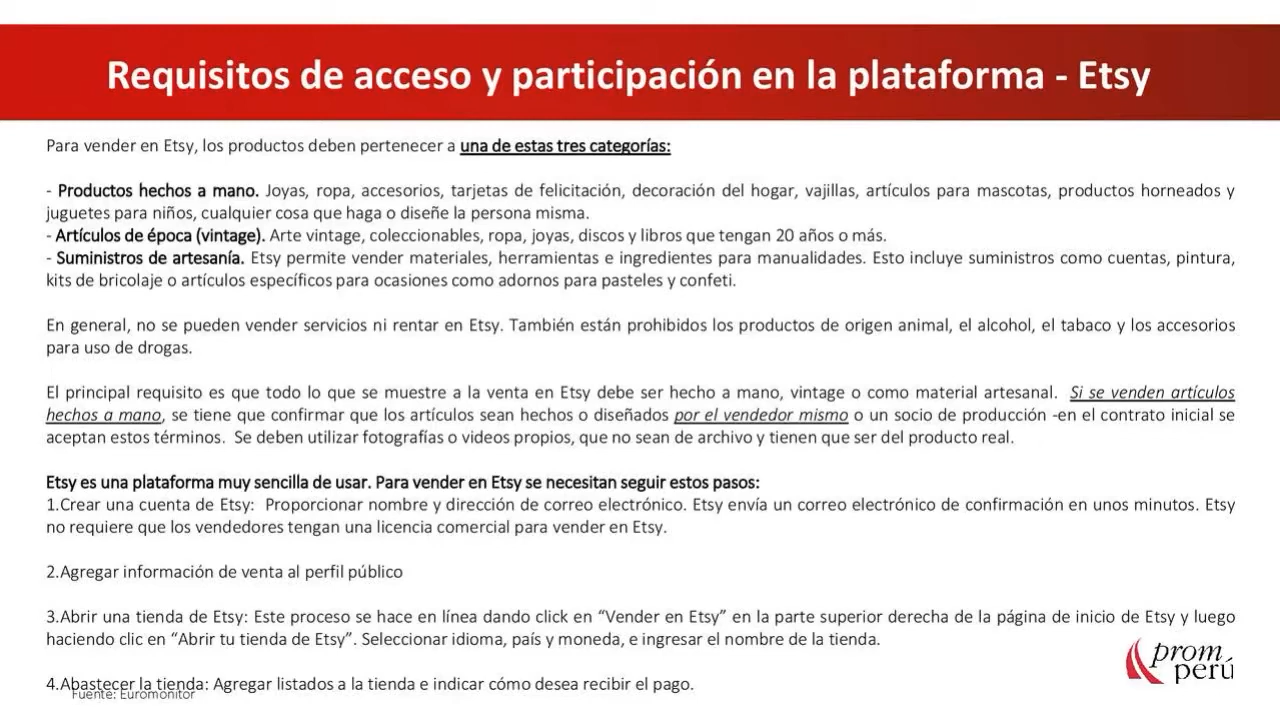 Requisitos de acceso y participación en la plataforma - Etsy
Para vender en Etsy, los productos deben pertenecer a una de estas tres categorías:
- Productos hechos a mano. Joyas, ropa, accesorios, tarjetas de felicitación, decoración del hogar, vajillas, artículos para mascotas, productos horneados y
juguetes para niños, cualquier cosa que haga o diseñe la persona misma.
- Artículos de época (vintage). Arte vintage, coleccionables, ropa, joyas, discos y libros que tengan 20 años o más.
- Suministros de artesanía. Etsy permite vender materiales, herramientas e ingredientes para manualidades. Esto incluye suministros como cuentas, pintura,
kits de bricolaje o artículos específicos para ocasiones como adornos para pasteles y confeti.
En general, no se pueden vender servicios ni rentar en Etsy. También están prohibidos los productos de origen animal, el alcohol, el tabaco y los accesorios
para uso de drogas.
El principal requisito es que todo lo que se muestre a la venta en Etsy debe ser hecho a mano, vintage o como material artesanal. Si se venden artículos
hechos a mano, se tiene que confirmar que los artículos sean hechos o diseñados por el vendedor mismo o un socio de producción -en el contrato inicial se
aceptan estos términos. Se deben utilizar fotografías o videos propios, que no sean de archivo y tienen que ser del producto real.
Etsy es una plataforma muy sencilla de usar. Para vender en Etsy se necesitan seguir estos pasos:
1.Crear una cuenta de Etsy: Proporcionar nombre y dirección de correo electrónico. Etsy envía un correo electrónico de confirmación en unos minutos. Etsy
no requiere que los vendedores tengan una licencia comercial para vender en Etsy.
2.Agregar información de venta al perfil público
3.Abrir una tienda de Etsy: Este proceso se hace en línea dando click en “Vender en Etsy” en la parte superior derecha de la página de inicio de Etsy y luego
haciendo clic en “Abrir tu tienda de Etsy”. Seleccionar idioma, país y moneda, e ingresar el nombre de la tienda.
4.Abastecer la tienda: Agregar listados a la tienda e indicar cómo desea recibir el pago.
Fuente: Euromonitor
prom
perú